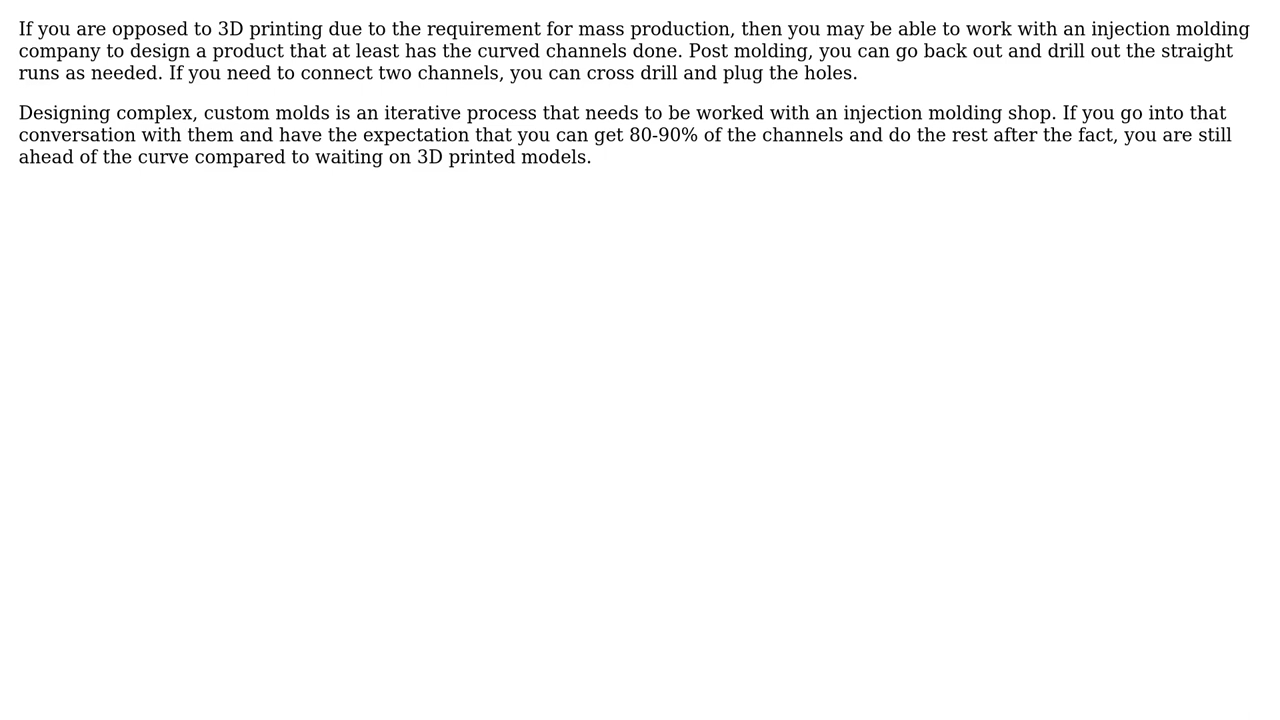 If you are opposed to 3D printing due to the requirement for mass production, then you may be able to work with an injection molding
company to design a product that at least has the curved channels done. Post molding, you can go back out and drill out the straight
runs as needed. If you need to connect two channels, you can cross drill and plug the holes.
Designing complex, custom molds is an iterative process that needs to be worked with an injection molding shop. If you go into that
conversation with them and have the expectation that you can get 80-90% of the channels and do the rest after the fact, you are still
ahead of the curve compared to waiting on 3D printed models.